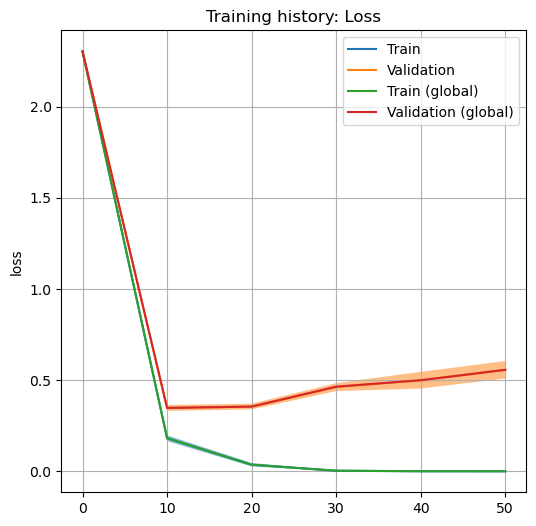 Training history: Loss
Train
Validation
Train (global)
Validation (global)
loss
2.0
1.5
1.0
0.5
0.0
0 10 20 30 40 50